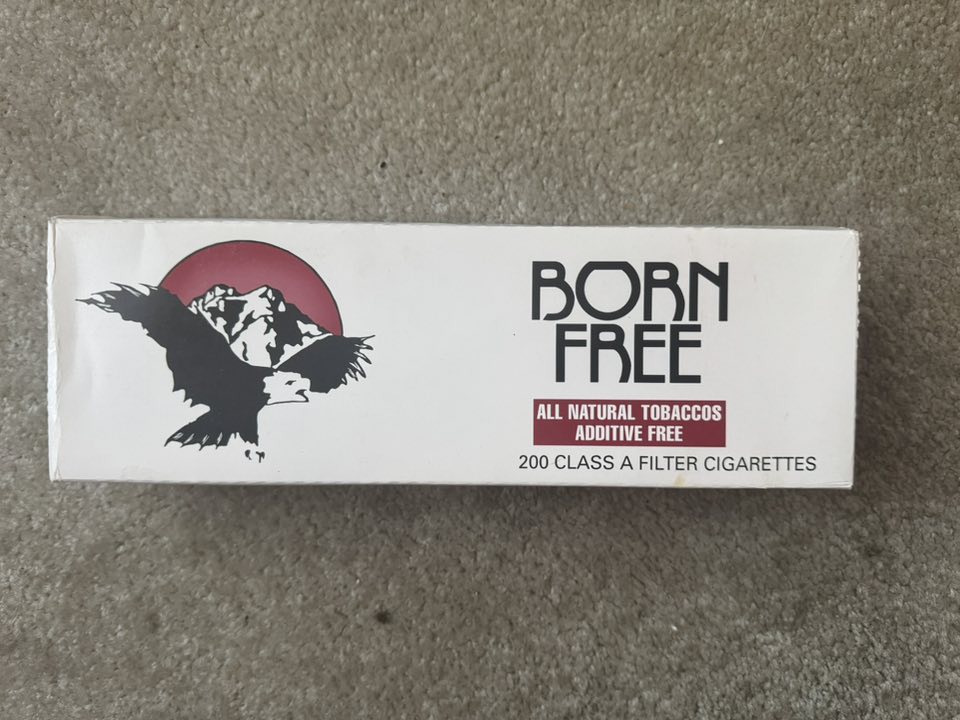 BORN
FREE
ALL NATURAL TOBACCOS
ADDITIVE FREE
200 CLASS A FILTER CIGARETTES